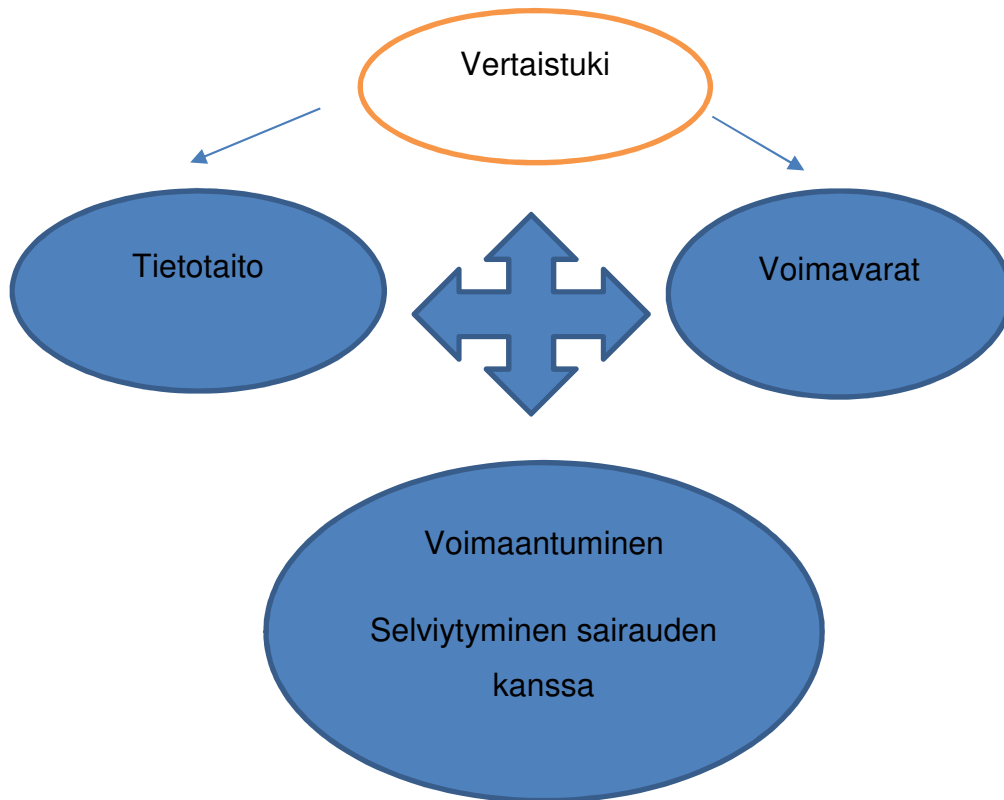 Vertaistuki
Tietotaito
Voimavarat
Voimaantuminen
Selviytyminen sairauden
kanssa